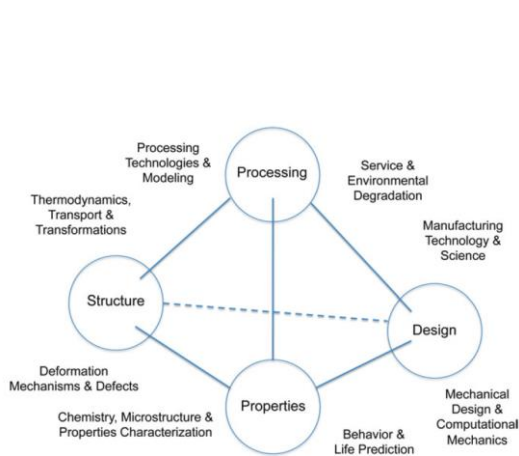 Processing
Technologies &
Modeling
Processing
Service &
Environmental
Degradation
Thermodynamics,
Transport &
Transformations
Manufacturing
Technology &
Science
Structure
Design
Deformation
Mechanisms & Defects
Properties
Chemistry, Microstructure &
Properties Characterization
Mechanical
Design &
Computational
Mechanics
Behavior &
Life Prediction